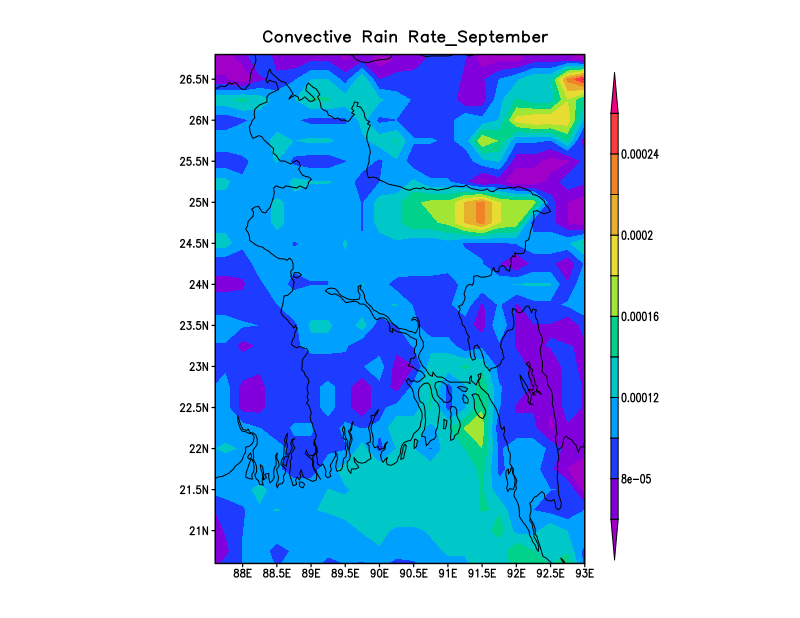 Convective Rain Rate_September
26.5N
26N
25.5N
25N
24.5N
24N
23.5N
23N
22.5N
22N
21.5N
21N
88E 88.5E 89E 89.5E 90E 90.5E 91E 91.5E 92E 92.5E 93E
0.00024
0.0002
0.00016
0.00012
8e-05